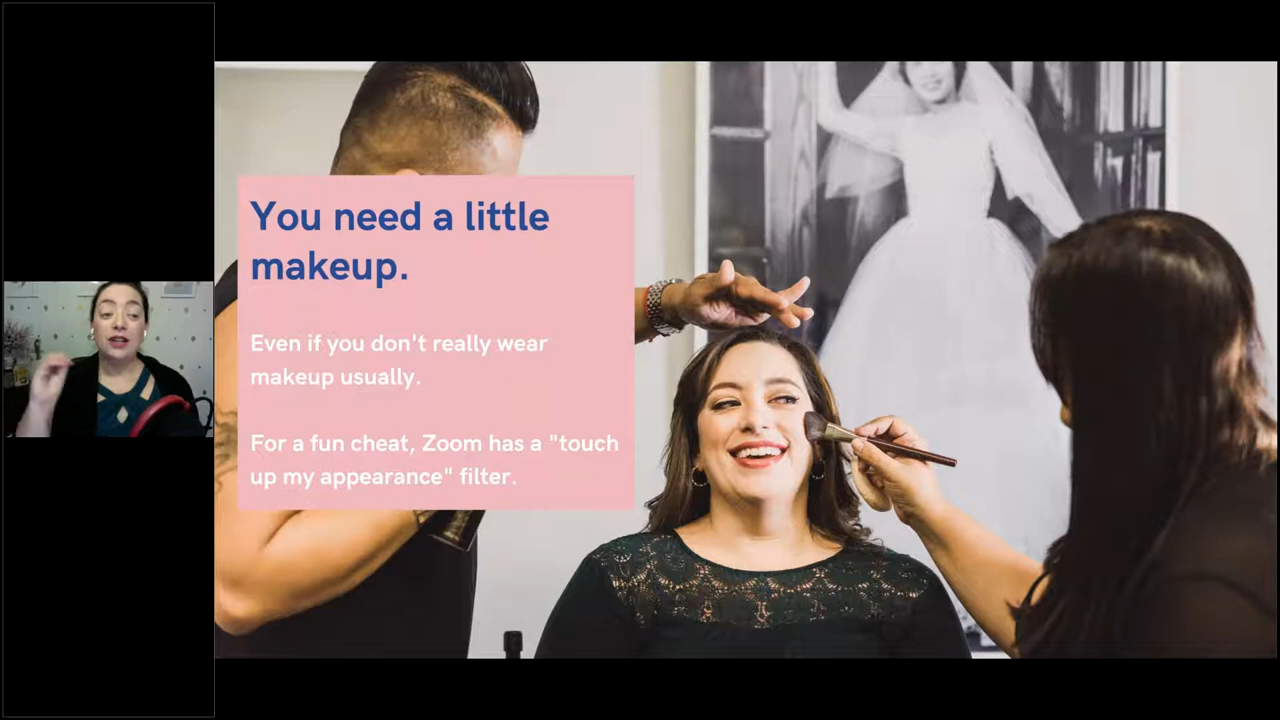 You need a little
makeup.
Even if you don't really wear
makeup usually.
For a fun cheat, Zoom has a "touch
up my appearance" filter.